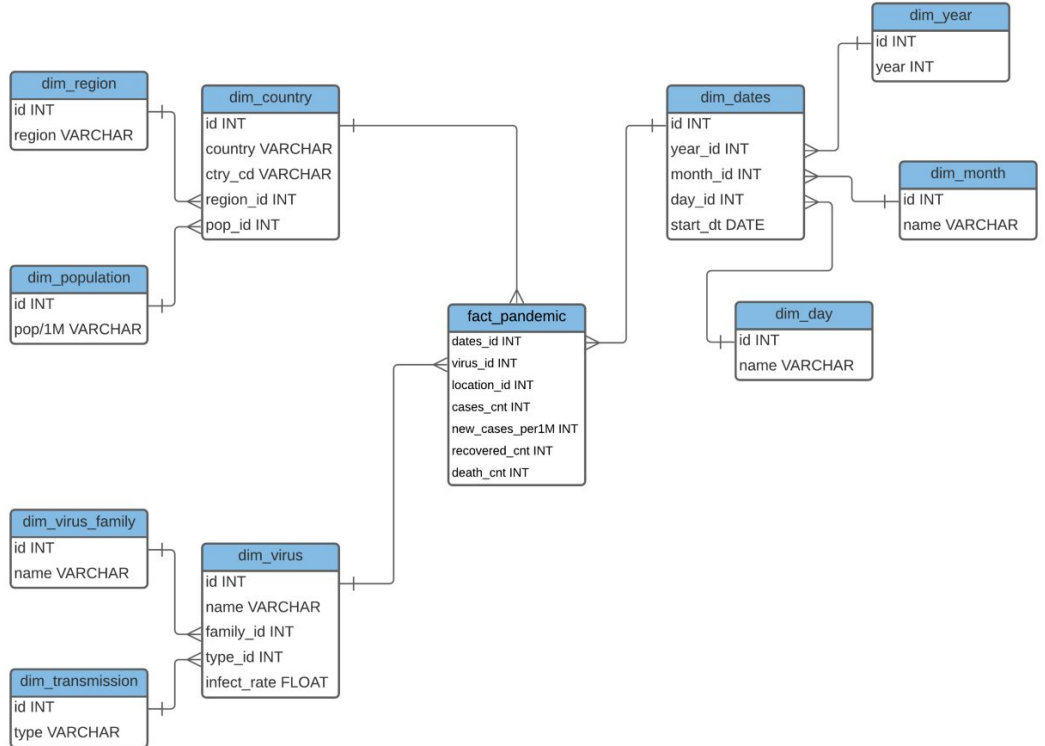 dim_year
id INT
year INT
dim_region
id INT
region VARCHAR
dim_country
id INT
country VARCHAR
ctry_cd VARCHAR
region_id INT
pop_id INT
dim_dates
id INT
year_id INT
month_id INT
day_id INT
start_dt DATE
dim_month
id INT
name VARCHAR
dim_population
id INT
pop/1M VARCHAR
fact_pandemic
dates_id INT
virus_id INT
location_id INT
cases_cnt INT
new_cases_per1M INT
recovered_cnt INT
death_cnt INT
dim_day
id INT
name VARCHAR
dim_virus_family
id INT
name VARCHAR
dim_virus
id INT
name VARCHAR
family_id INT
type_id INT
infect_rate FLOAT
dim_transmission
id INT
type VARCHAR